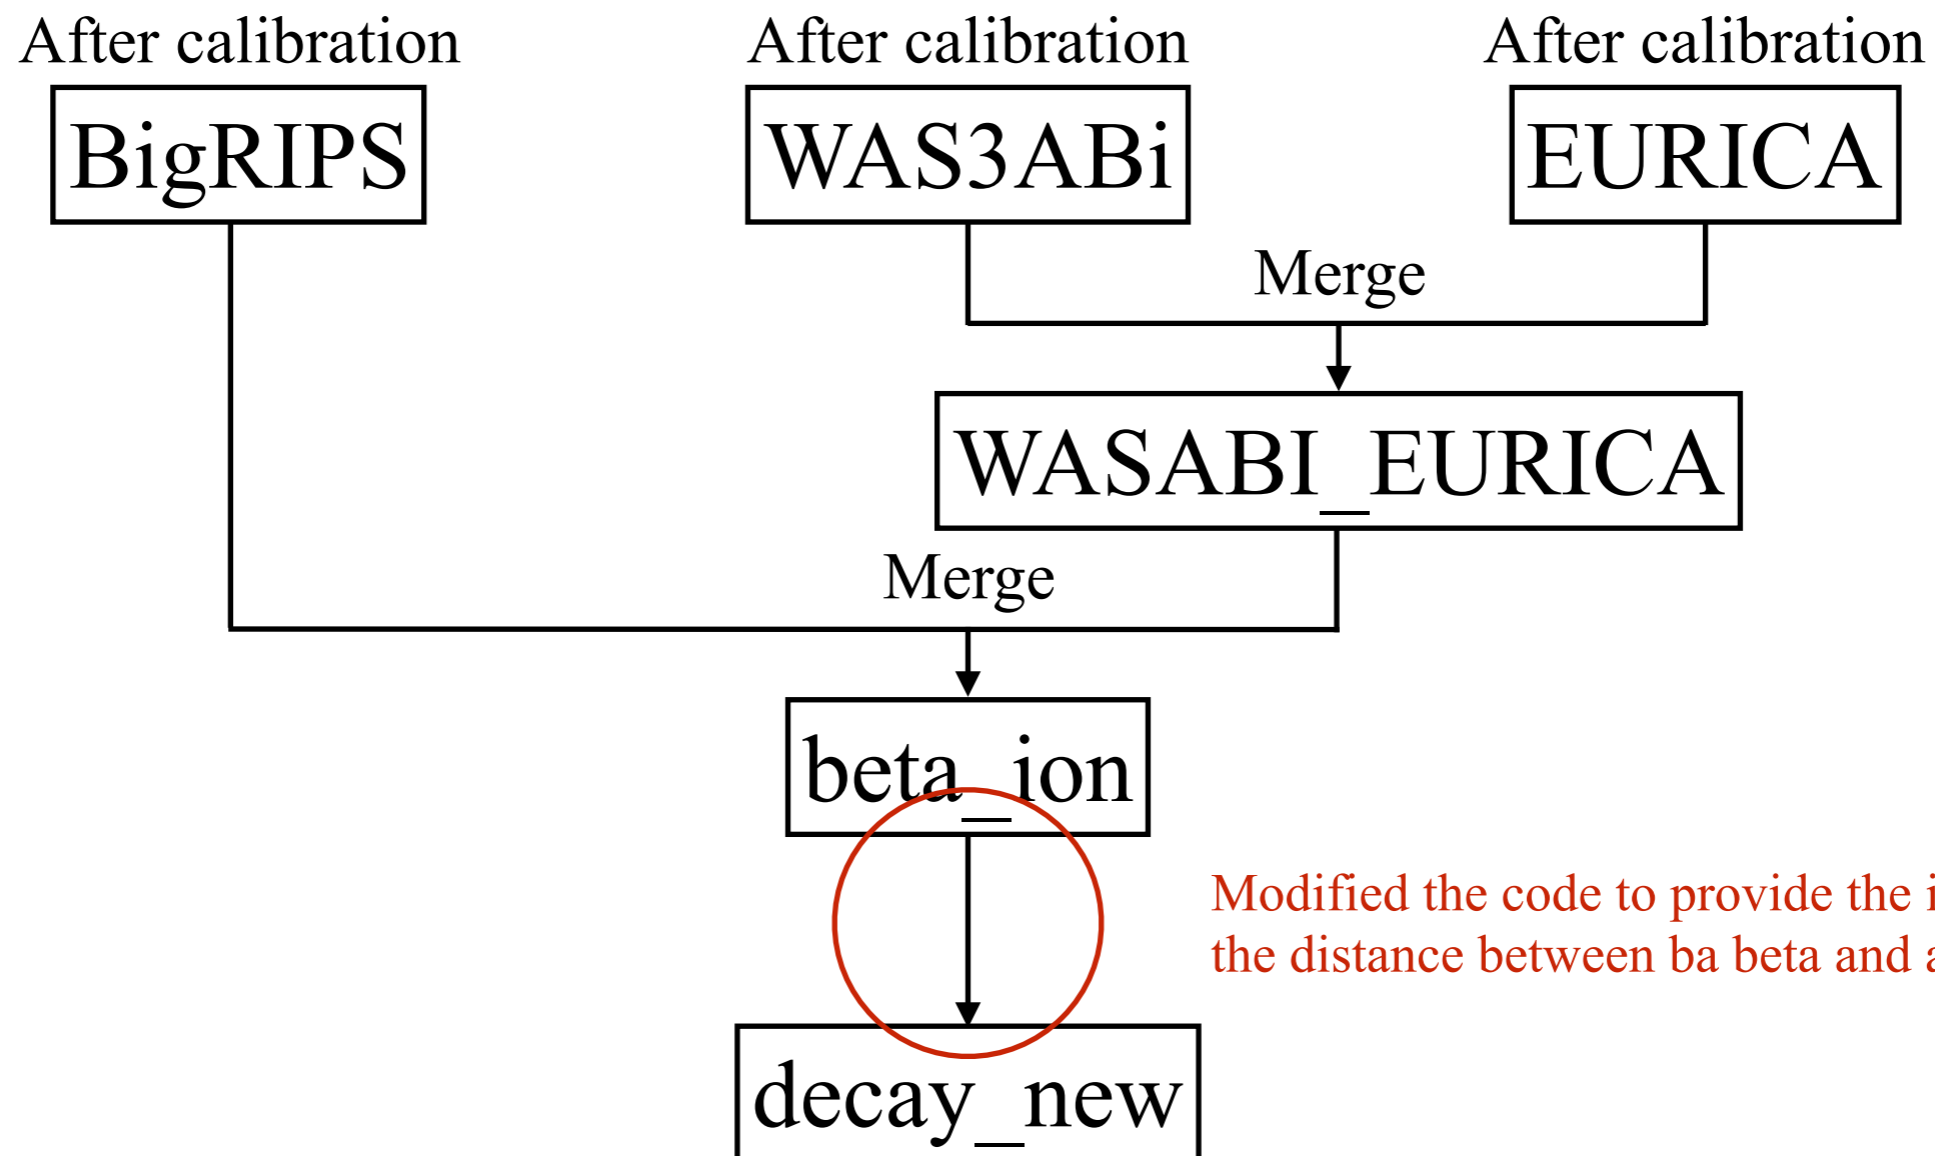 After calibration
After calibration
After calibration
BigRIPS
WAS3ABi
EURICA
Merge
WASABI_EURICA
Merge
beta_ion
Modified the code to provide the
the distance between ba beta and
decay_new